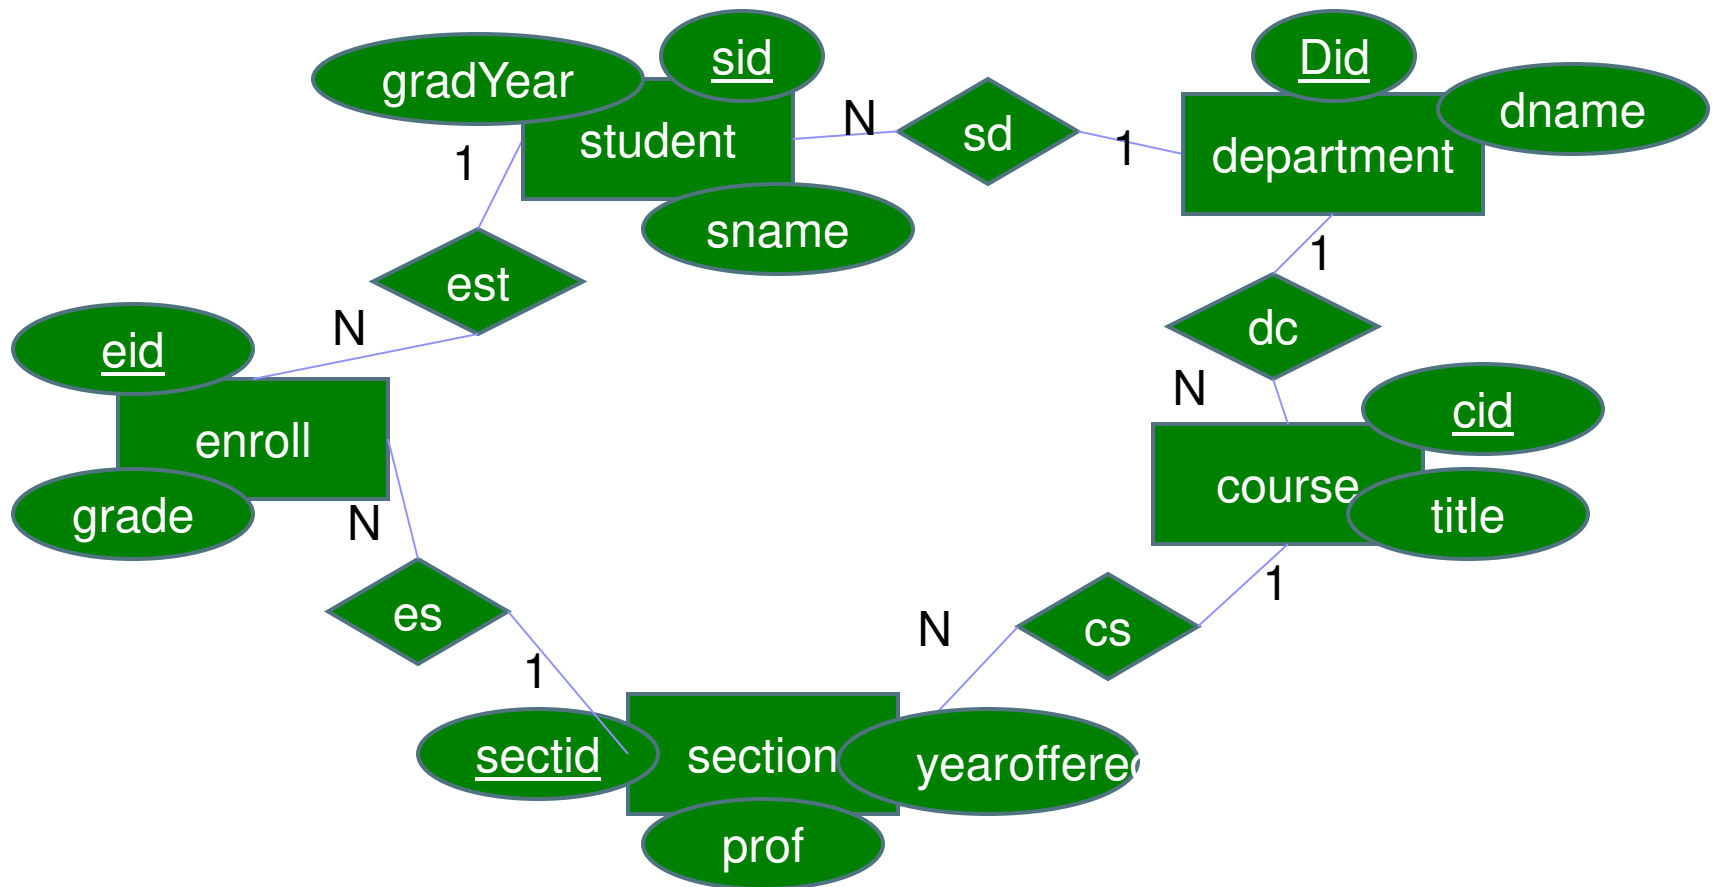 sid
Did
gradYear
dname
N
sd
student
1
department
1
sname
1
est
N
dc
eid
N
cid
enroll
course
title
grade
N
1
es
N
cs
1
sectid
section
yearoffered
prof